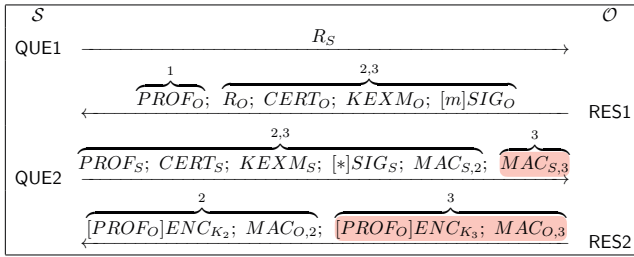 S O
QUE1 R_S
1 2,3
PROF_O; R_O; CERT_O; KEXM_O; [m]SIG_O RES1
2,3 3
QUE2 PROF_S; CERT_S; KEXM_S; [*]SIG_S; MAC_{S,2}; MAC_{S,3}
2 3
[PROF_O]ENC_{K_2}; MAC_{O,2}; [PROF_O]ENC_{K_3}; MAC_{O,3} RES2